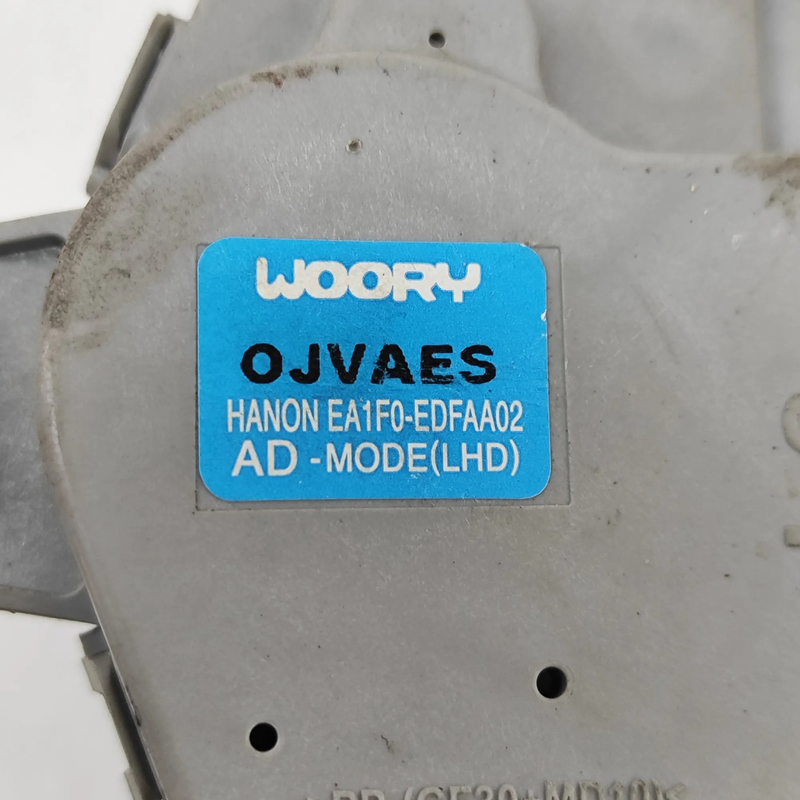 WOORY
OJVAES
HANON EA1F0-EDFAA02
AD -MODE(LHD)